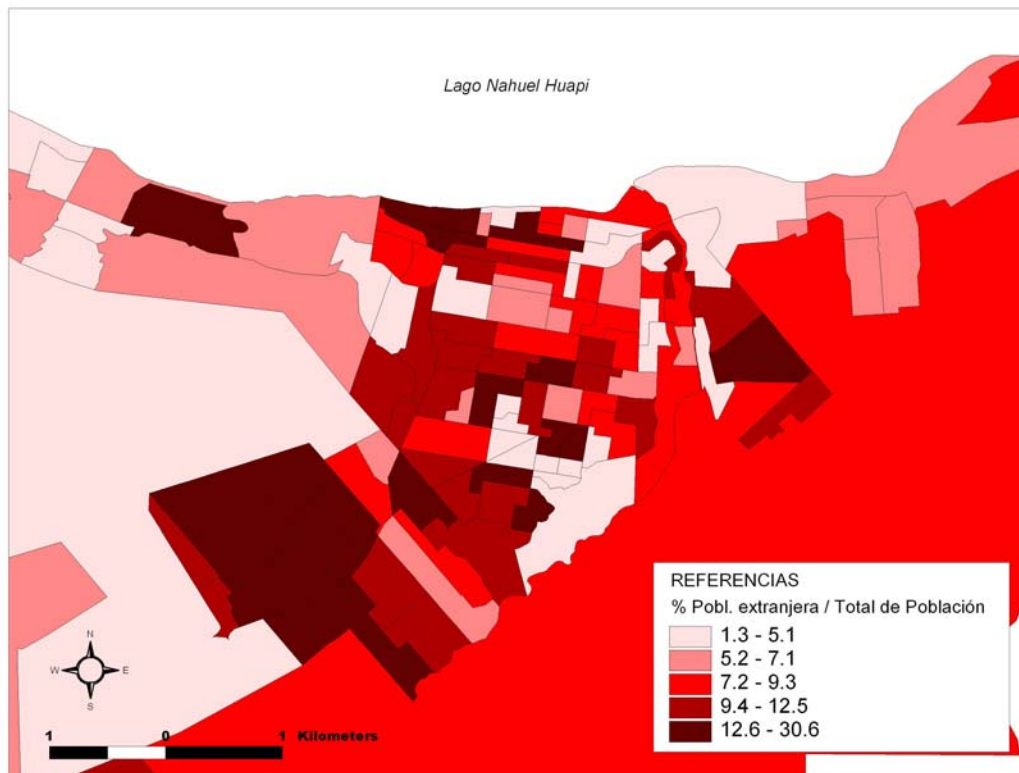 Lago Nahuel Huapi
REFERENCIAS
% Pobl. extranjera / Total de Población
1.3 - 5.1
5.2 - 7.1
7.2 - 9.3
9.4 - 12.5
12.6 - 30.6
N
W E
S
1 0 1 Kilometers